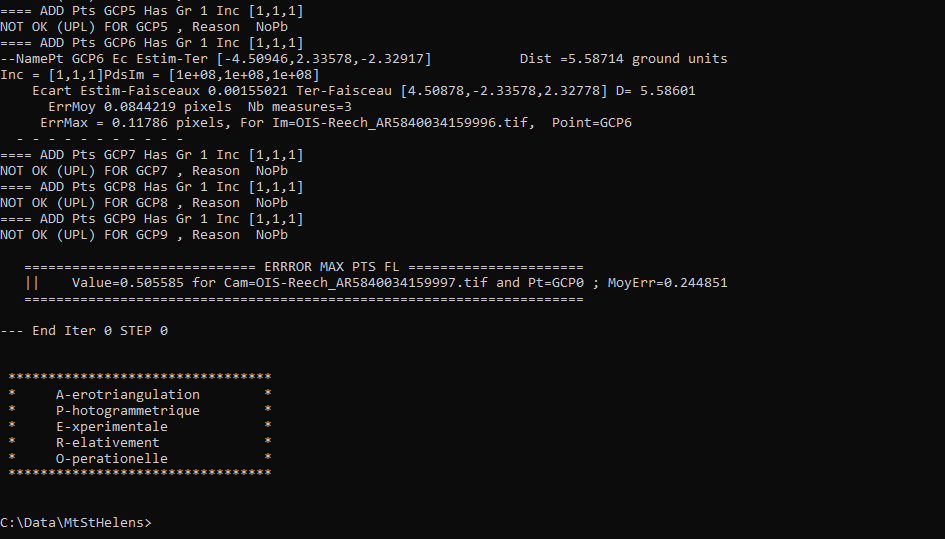 ==== ADD Pts GCP5 Has Gr 1 Inc [1,1,1]
NOT OK (UPL) FOR GCP5 , Reason  NoPb
==== ADD Pts GCP6 Has Gr 1 Inc [1,1,1]
--NamePt GCP6 Ec Estim-Ter [-4.50946,2.33578,-2.32917]           Dist =5.58714 ground units
Inc = [1,1,1]PdsIm = [1e+08,1e+08,1e+08]
    Ecart Estim-Faisceaux 0.00155021 Ter-Faisceau [4.50878,-2.33578,2.32778] D= 5.58601
      ErrMoy 0.0844219 pixels  Nb measures=3
     ErrMax = 0.11786 pixels, For Im=OIS-Reech_AR5840034159996.tif,  Point=GCP6
  - - - - - - - - - - -
==== ADD Pts GCP7 Has Gr 1 Inc [1,1,1]
NOT OK (UPL) FOR GCP7 , Reason  NoPb
==== ADD Pts GCP8 Has Gr 1 Inc [1,1,1]
NOT OK (UPL) FOR GCP8 , Reason  NoPb
==== ADD Pts GCP9 Has Gr 1 Inc [1,1,1]
NOT OK (UPL) FOR GCP9 , Reason  NoPb
   ============================= ERRROR MAX PTS FL ======================
   ||    Value=0.505585 for Cam=OIS-Reech_AR5840034159997.tif and Pt=GCP0 ; MoyErr=0.244851
   ======================================================================
--- End Iter 0 STEP 0
 *********************************
 *     A-erotriangulation        *
 *     P-hotogrammetrique        *
 *     E-xperimentale            *
 *     R-elativement             *
 *     O-perationelle            *
 *********************************
C:\Data\MtStHelens>